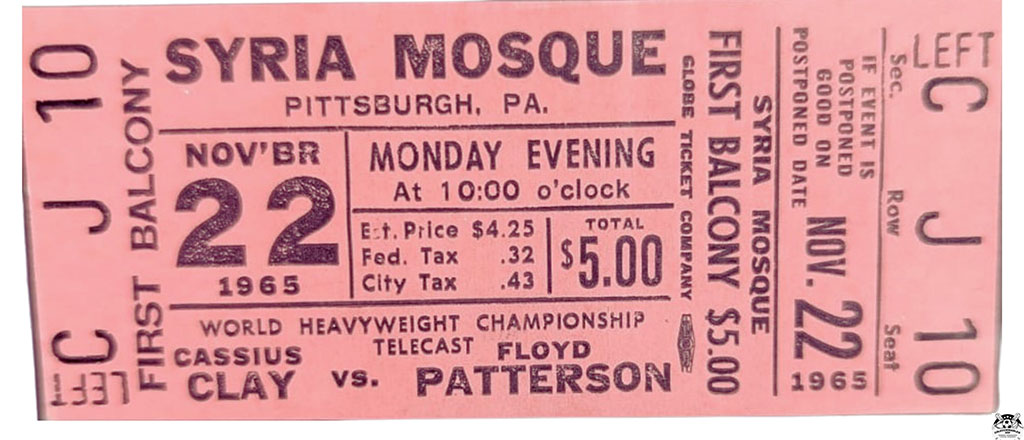 LEFT C J 10
FIRST BALCONY
SYRIA MOSQUE
PITTSBURGH, PA.
NOV'BR
22
1965
MONDAY EVENING
At 10:00 o'clock
Est. Price $4.25
Fed. Tax .32
City Tax .43
TOTAL
$5.00
WORLD HEAVYWEIGHT CHAMPIONSHIP
TELECAST
CASSIUS
CLAY
vs.
FLOYD
PATTERSON
GLOBE TICKET COMPANY
FIRST BALCONY $5.00
SYRIA MOSQUE
IF EVENT IS
POSTPONED
GOOD ON
POSTPONED DATE
NOV. 22
1965
LEFT
Sec. Row Seat
C J 10